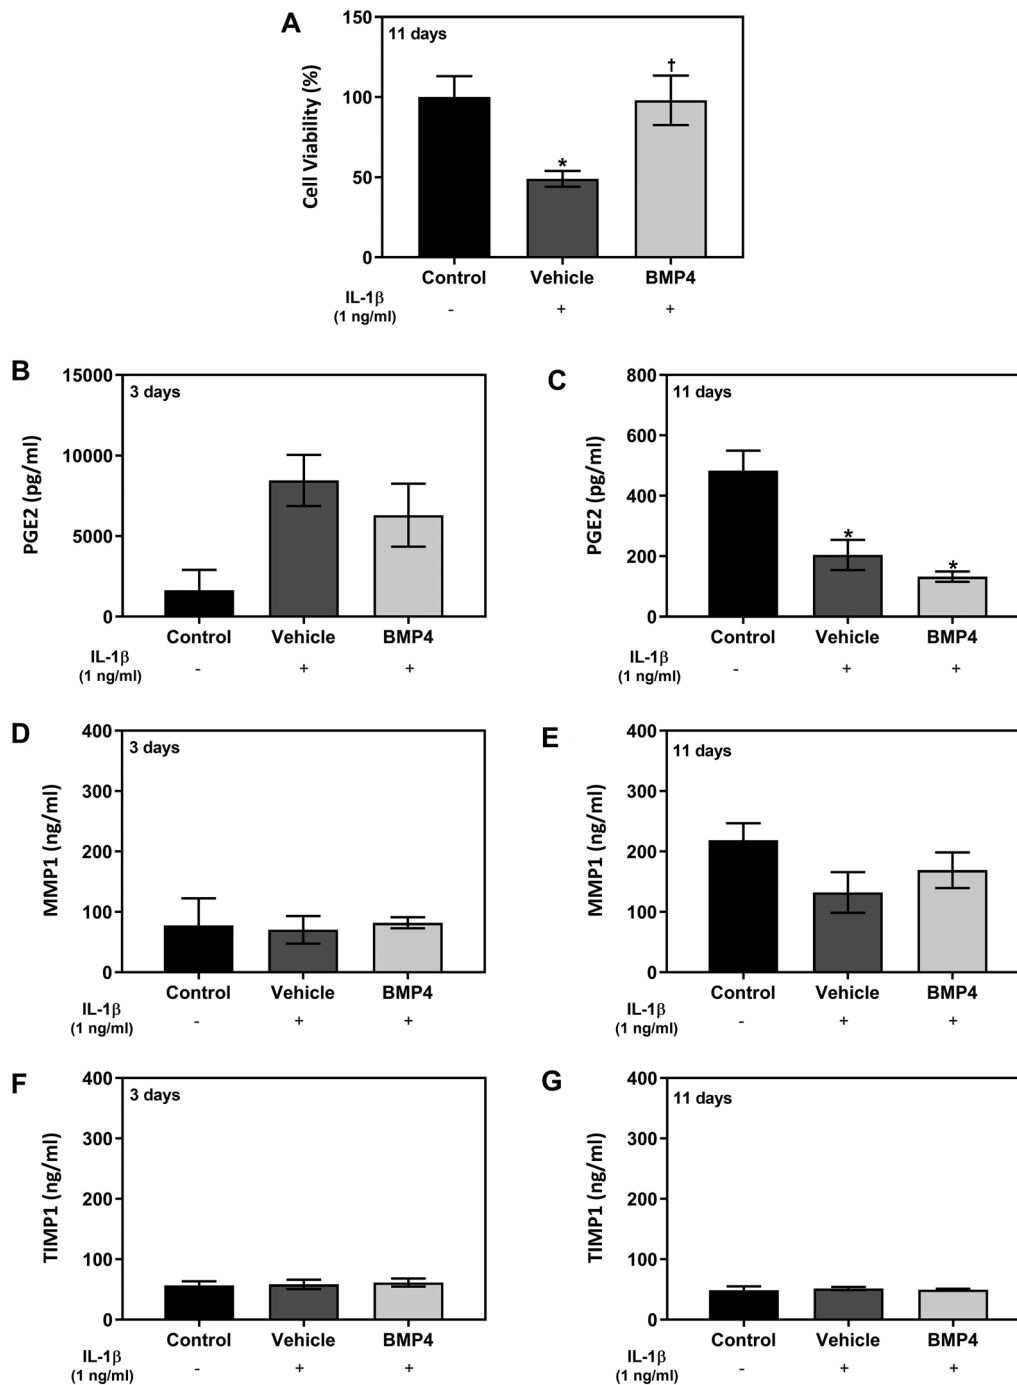 A
11 days
Cell Viability (%)
150
100
50
0
*
†
Control Vehicle BMP4
IL-1β
(1 ng/ml)
- + +
B
3 days
PGE2 (pg/ml)
15000
10000
5000
0
Control Vehicle BMP4
IL-1β
(1 ng/ml)
- + +
C
11 days
PGE2 (pg/ml)
800
600
400
200
0
*
*
Control Vehicle BMP4
IL-1β
(1 ng/ml)
- + +
D
3 days
MMP1 (ng/ml)
400
300
200
100
0
Control Vehicle BMP4
IL-1β
(1 ng/ml)
- + +
E
11 days
MMP1 (ng/ml)
400
300
200
100
0
Control Vehicle BMP4
IL-1β
(1 ng/ml)
- + +
F
3 days
TIMP1 (ng/ml)
400
300
200
100
0
Control Vehicle BMP4
IL-1β
(1 ng/ml)
- + +
G
11 days
TIMP1 (ng/ml)
400
300
200
100
0
Control Vehicle BMP4
IL-1β
(1 ng/ml)
- + +